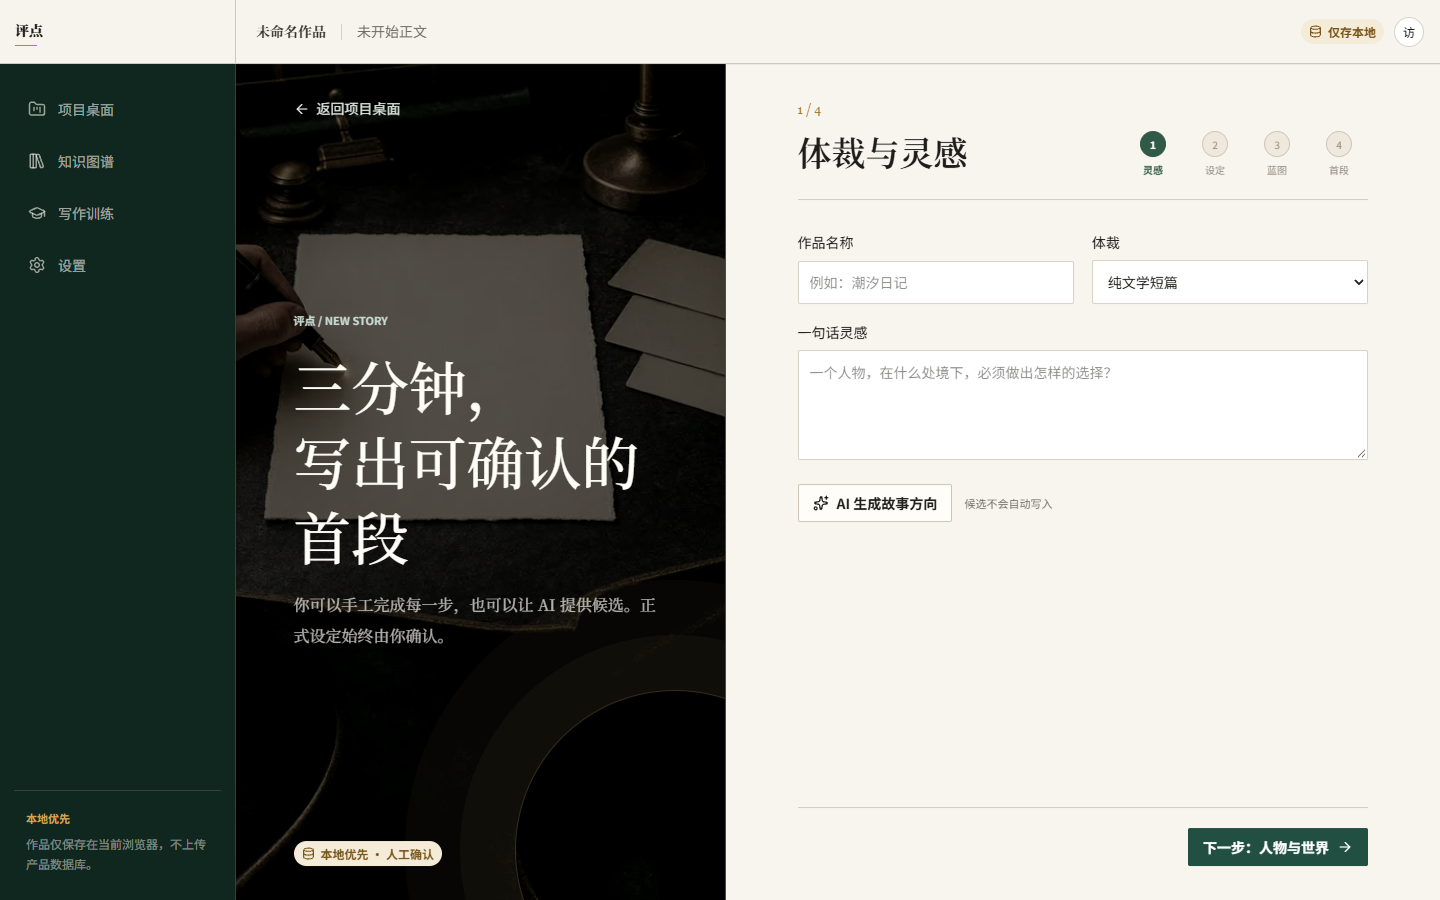 评点
未命名作品
未开始正文
仅存本地
访
项目桌面
知识图谱
写作训练
设置
本地优先
作品仅保存在当前浏览器，不上传
产品数据库。
返回项目桌面
评点 / NEW STORY
三分钟，
写出可确认的
首段
你可以手工完成每一步，也可以让 AI 提供候选。正
式设定始终由你确认。
本地优先 · 人工确认
1 / 4
体裁与灵感
1
灵感
2
设定
3
蓝图
4
首段
作品名称
例如：潮汐日记
体裁
纯文学短篇
一句话灵感
一个人物，在什么处境下，必须做出怎样的选择？
AI 生成故事方向
候选不会自动写入
下一步：人物与世界